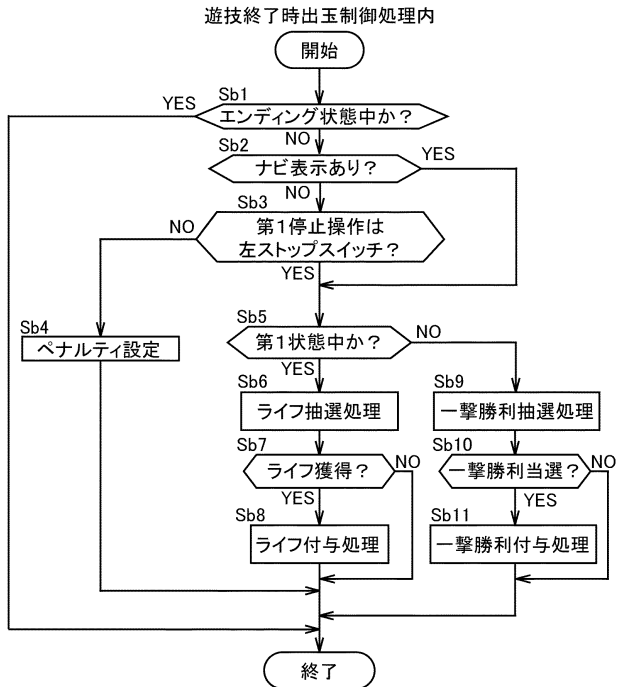 遊技終了時出玉制御処理内
開始
Sb1
YES
エンディング状態中か？
NO
Sb2
ナビ表示あり？
YES
NO
Sb3
NO
第１停止操作は
左ストップスイッチ？
YES
Sb4
ペナルティ設定
Sb5
第１状態中か？
NO
YES
Sb6
ライフ抽選処理
Sb9
一撃勝利抽選処理
Sb7
ライフ獲得？
NO
YES
Sb10
一撃勝利当選？
NO
YES
Sb8
ライフ付与処理
Sb11
一撃勝利付与処理
終了